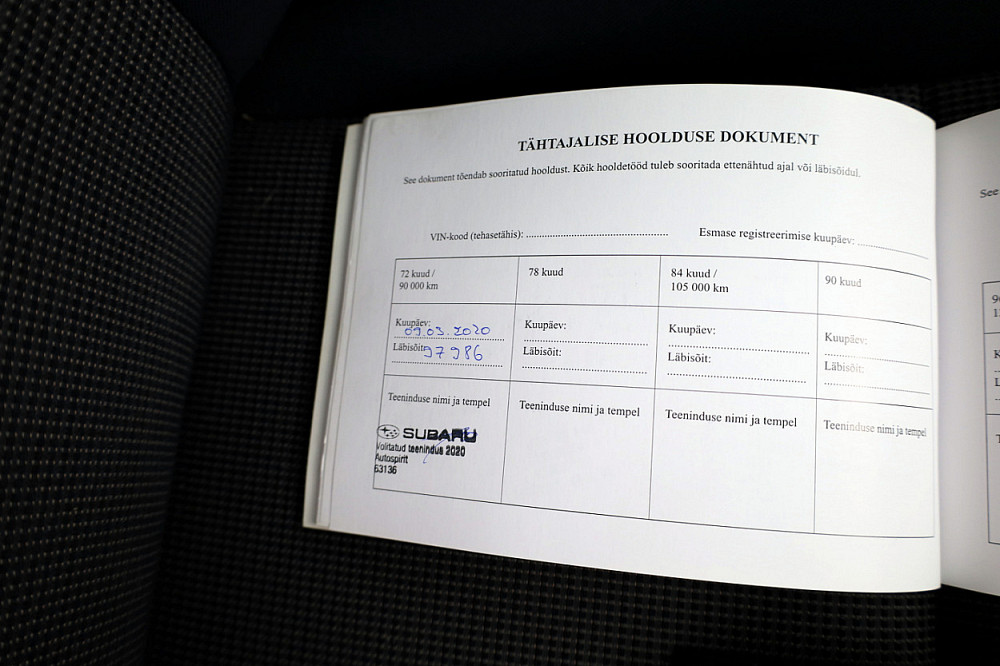 TÄHTAJALISE HOOLDUSE DOKUMENT
See dokument tõendab sooritatud hooldust. Kõik hooldetööd tuleb sooritada ettenähtud ajal või läbisõidul.
See
VIN-kood (tehasetähis): ........................................ Esmase registreerimise kuupäev: ....................
72 kuud / 90 000 km
78 kuud
84 kuud / 105 000 km
90 kuud
Kuupäev: 09.03.2020
Läbisõit: 97986
Kuupäev:
Läbisõit:
Kuupäev:
Läbisõit:
Kuupäev:
Läbisõit:
Teeninduse nimi ja tempel
SUBARU
Volitatud teenindus 2020
Autospirit
63136
Teeninduse nimi ja tempel
Teeninduse nimi ja tempel
Teeninduse nimi ja tempel